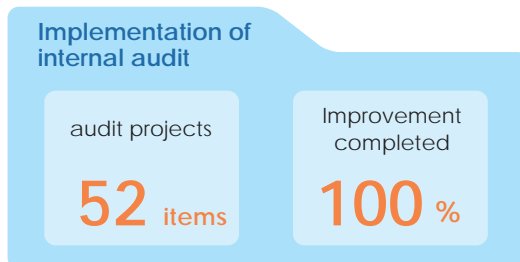 Implementation of
internal audit
audit projects
52 items
Improvement
completed
100 %